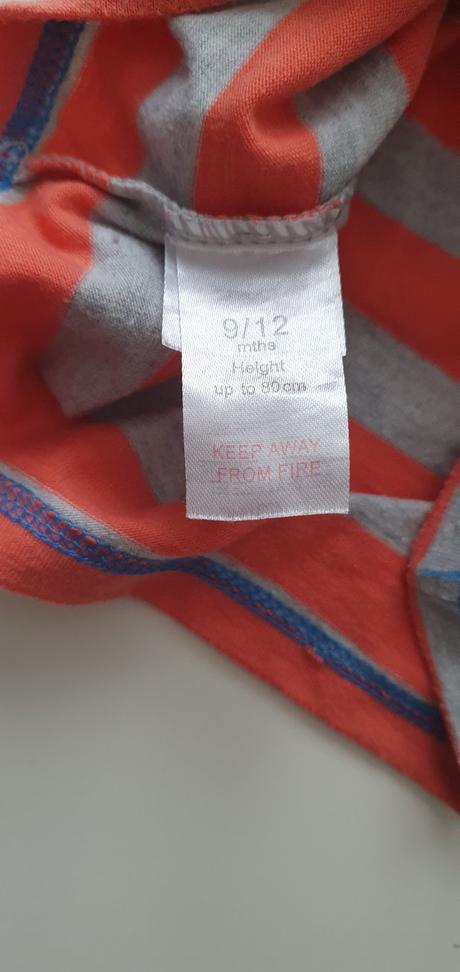 9/12
mths
Height
up to 80cm
KEEP AWAY
FROM FIRE